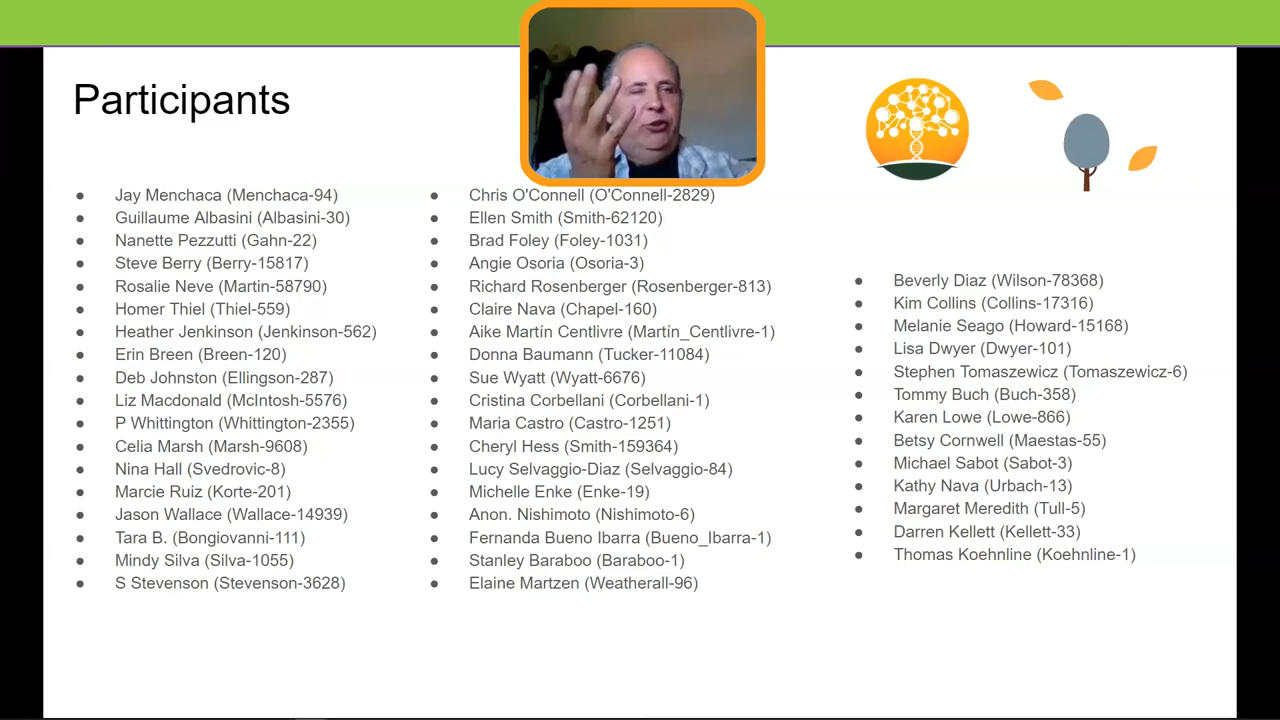 Participants
Jay Menchaca (Menchaca-94)
Guillaume Albasini (Albasini-30)
Nanette Pezzutti (Gahn-22)
Steve Berry (Berry-15817)
Rosalie Neve (Martin-58790)
Homer Thiel (Thiel-559)
Heather Jenkinson (Jenkinson-562)
Erin Breen (Breen-120)
Deb Johnston (Ellingson-287)
Liz Macdonald (McIntosh-5576)
P Whittington (Whittington-2355)
Celia Marsh (Marsh-9608)
Nina Hall (Svedrovic-8)
Marcie Ruiz (Korte-201)
Jason Wallace (Wallace-14939)
Tara B. (Bongiovanni-111)
Mindy Silva (Silva-1055)
S Stevenson (Stevenson-3628)
Chris O'Connell (O'Connell-2829)
Ellen Smith (Smith-62120)
Brad Foley (Foley-1031)
Angie Osoria (Osoria-3)
Richard Rosenberger (Rosenberger-813)
Claire Nava (Chapel-160)
Aike Martín Centlivre (Martín_Centlivre-1)
Donna Baumann (Tucker-11084)
Sue Wyatt (Wyatt-6676)
Cristina Corbellani (Corbellani-1)
Maria Castro (Castro-1251)
Cheryl Hess (Smith-159364)
Lucy Selvaggio-Diaz (Selvaggio-84)
Michelle Enke (Enke-19)
Anon. Nishimoto (Nishimoto-6)
Fernanda Bueno Ibarra (Bueno_Ibarra-1)
Stanley Baraboo (Baraboo-1)
Elaine Martzen (Weatherall-96)
Beverly Diaz (Wilson-78368)
Kim Collins (Collins-17316)
Melanie Seago (Howard-15168)
Lisa Dwyer (Dwyer-101)
Stephen Tomaszewicz (Tomaszewicz-6)
Tommy Buch (Buch-358)
Karen Lowe (Lowe-866)
Betsy Cornwell (Maestas-55)
Michael Sabot (Sabot-3)
Kathy Nava (Urbach-13)
Margaret Meredith (Tull-5)
Darren Kellett (Kellett-33)
Thomas Koehnline (Koehnline-1)